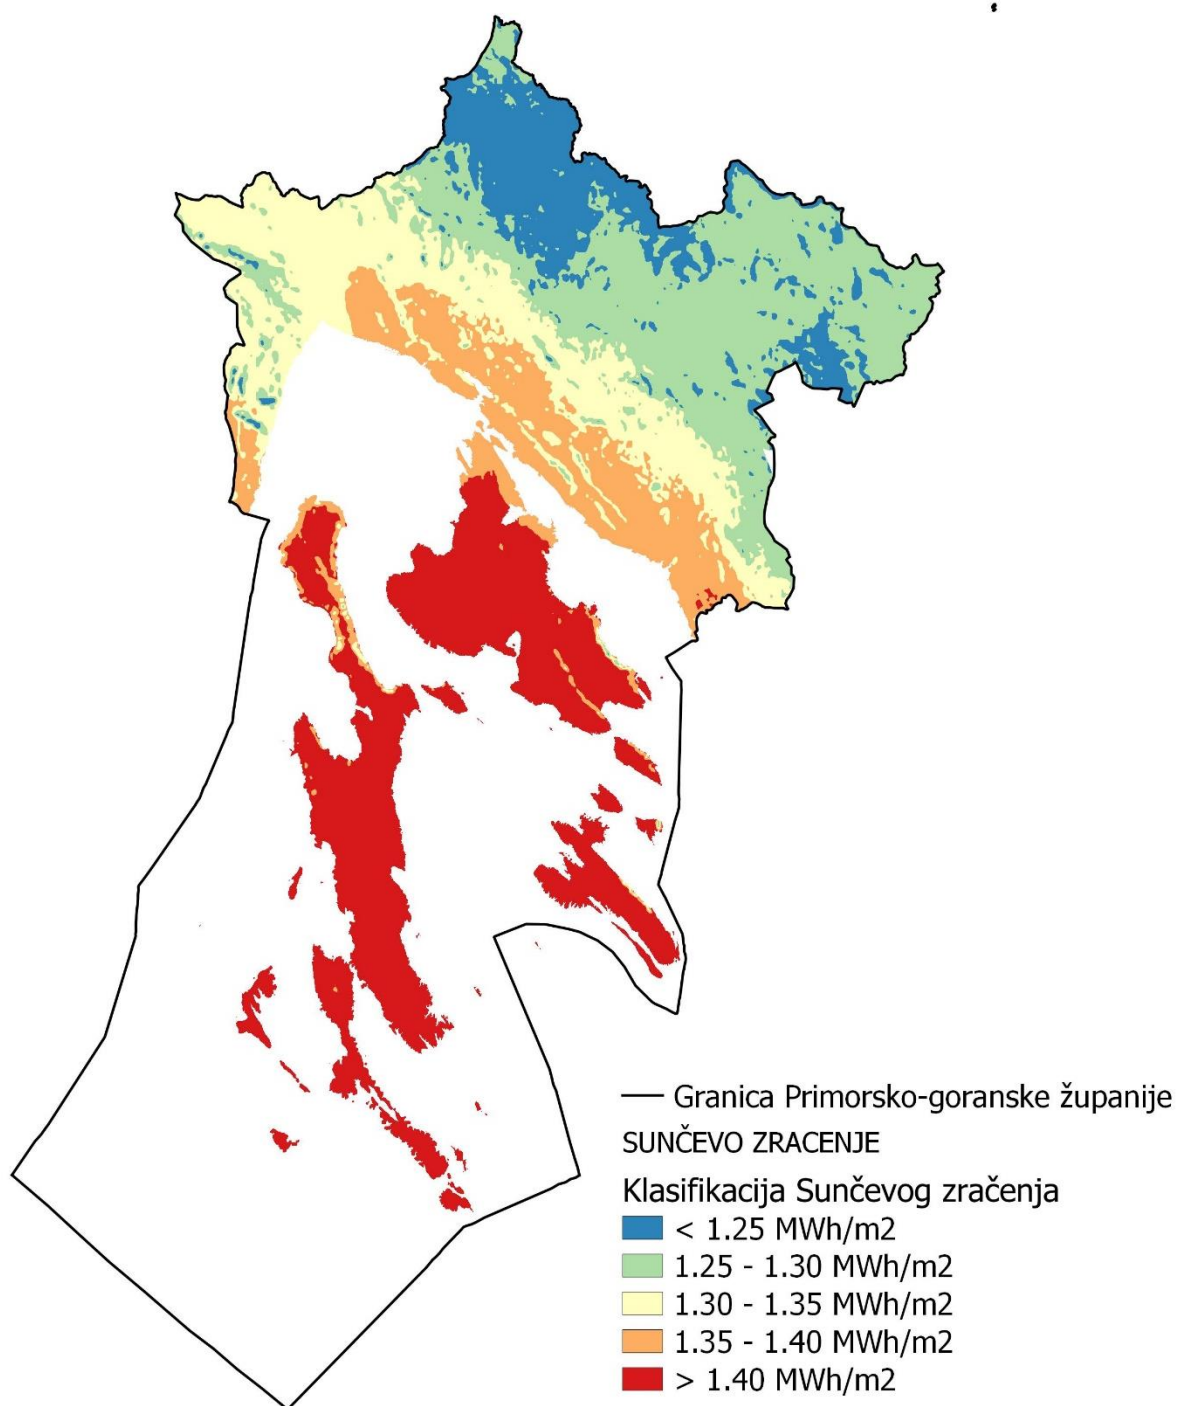 Granica Primorsko-goranske županije
SUNČEVO ZRACENJE
Klasifikacija Sunčevog zračenja
< 1.25 MWh/m2
1.25 - 1.30 MWh/m2
1.30 - 1.35 MWh/m2
1.35 - 1.40 MWh/m2
> 1.40 MWh/m2